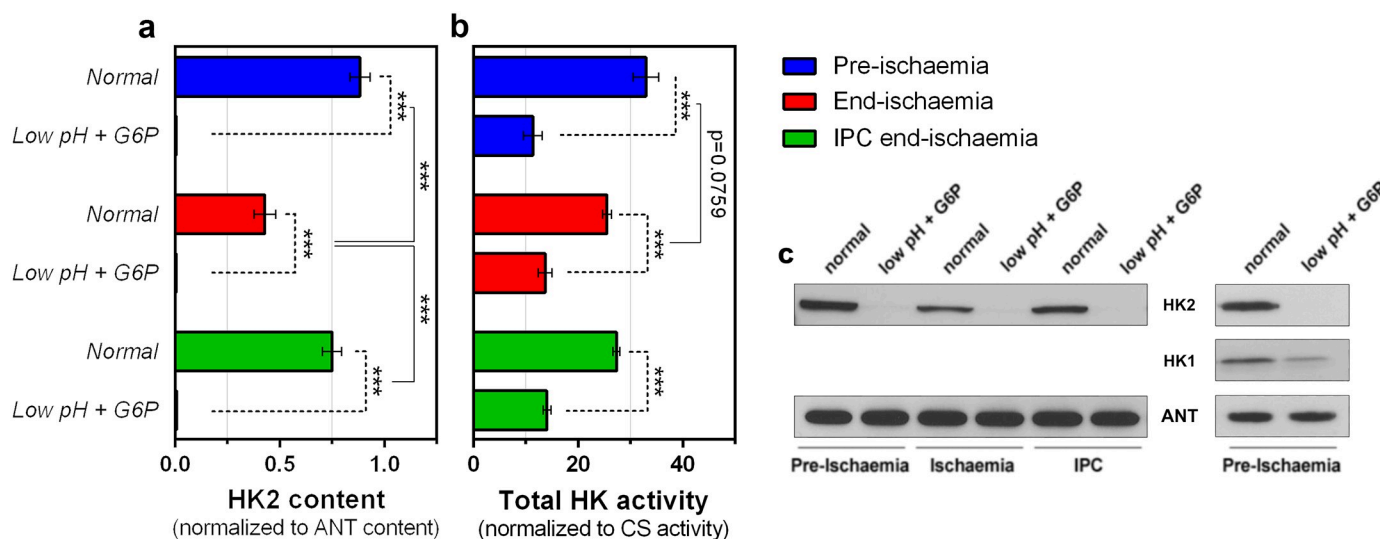 a
Normal
Low pH + G6P
Normal
Low pH + G6P
Normal
Low pH + G6P
***
***
***
***
***
0.0 0.5 1.0
HK2 content
(normalized to ANT content)
b
***
p=0.0759
***
***
0 20 40
Total HK activity
(normalized to CS activity)
Pre-ischaemia
End-ischaemia
IPC end-ischaemia
c
normal low pH + G6P normal low pH + G6P normal low pH + G6P
normal low pH + G6P
HK2
HK1
ANT
Pre-Ischaemia Ischaemia IPC
Pre-Ischaemia